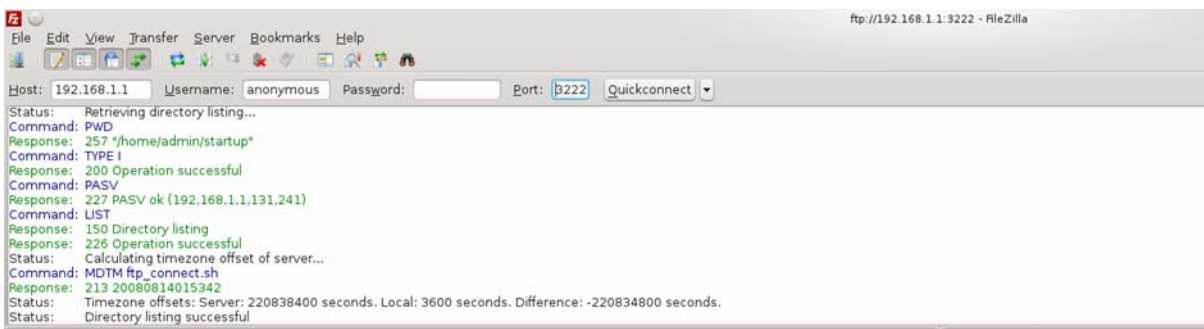 ftp://192.168.1.1:3222 - FileZilla
File Edit View Transfer Server Bookmarks Help
Host: 192.168.1.1 Username: anonymous Password: Port: 3222 Quickconnect
Status: Retrieving directory listing...
Command: PWD
Response: 257 "/home/admin/startup"
Command: TYPE I
Response: 200 Operation successful
Command: PASV
Response: 227 PASV ok (192,168,1,1,131,241)
Command: LIST
Response: 150 Directory listing
Response: 226 Operation successful
Status: Calculating timezone offset of server...
Command: MDTM ftp_connect.sh
Response: 213 20080814015342
Status: Timezone offsets: Server: 220838400 seconds. Local: 3600 seconds. Difference: -220834800 seconds.
Status: Directory listing successful